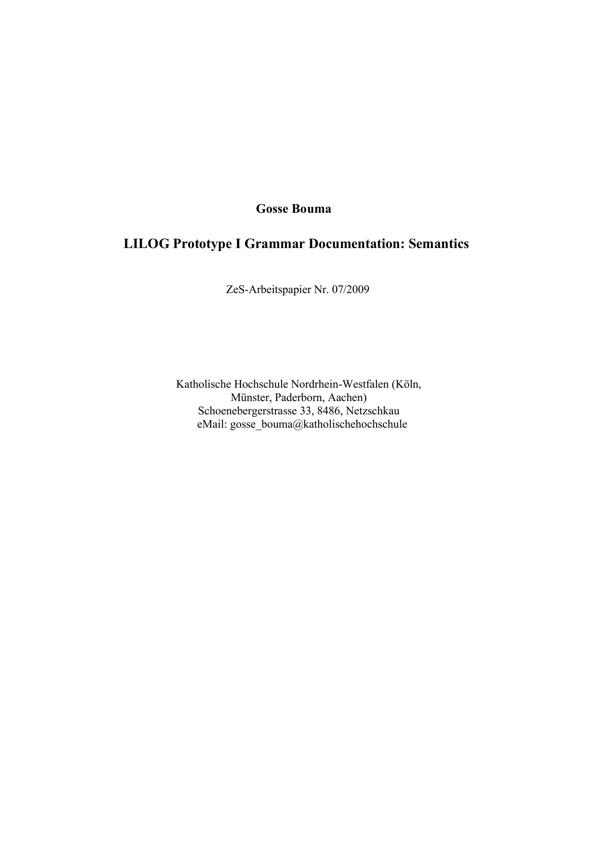 Gosse Bouma
LILOG Prototype I Grammar Documentation: Semantics
ZeS-Arbeitspapier Nr. 07/2009
Katholische Hochschule Nordrhein-Westfalen (Köln,
Münster, Paderborn, Aachen)
Schoenebergerstrasse 33, 8486, Netzschkau
eMail: gosse_bouma@katholischehochschule